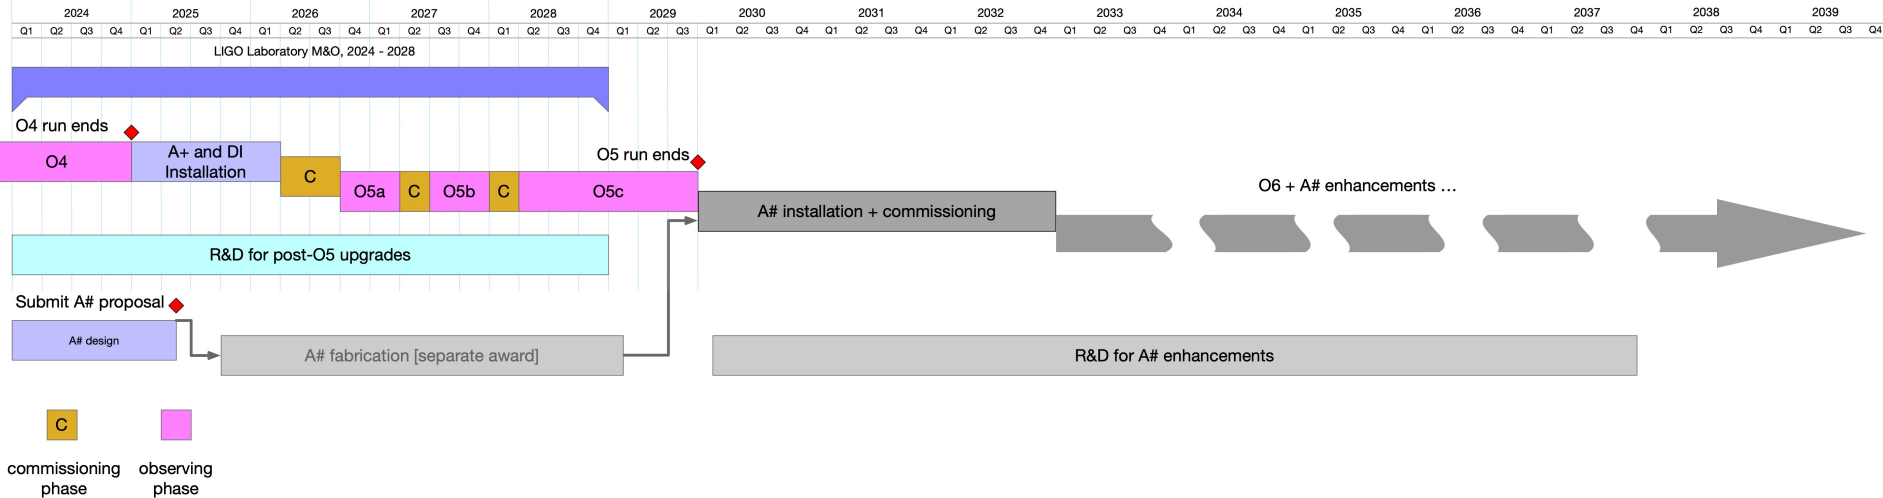 2024 2025 2026 2027 2028 2029 2030 2031 2032 2033 2034 2035 2036 2037 2038 2039
Q1 Q2 Q3 Q4 Q1 Q2 Q3 Q4 Q1 Q2 Q3 Q4 Q1 Q2 Q3 Q4 Q1 Q2 Q3 Q4 Q1 Q2 Q3 Q1 Q2 Q3 Q4 Q1 Q2 Q3 Q4 Q1 Q2 Q3 Q4 Q1 Q2 Q3 Q4 Q1 Q2 Q3 Q4 Q1 Q2 Q3 Q4 Q1 Q2 Q3 Q4 Q1 Q2 Q3 Q4 Q1 Q2 Q3 Q4 Q1 Q2 Q3 Q4
LIGO Laboratory M&O, 2024 - 2028
O4 run ends
O4
A+ and DI
Installation
C
O5a
C
O5b
C
O5c
O5 run ends
A# installation + commissioning
O6 + A# enhancements ...
R&D for post-O5 upgrades
Submit A# proposal
A# design
A# fabrication [separate award]
R&D for A# enhancements
C
commissioning
phase
observing
phase